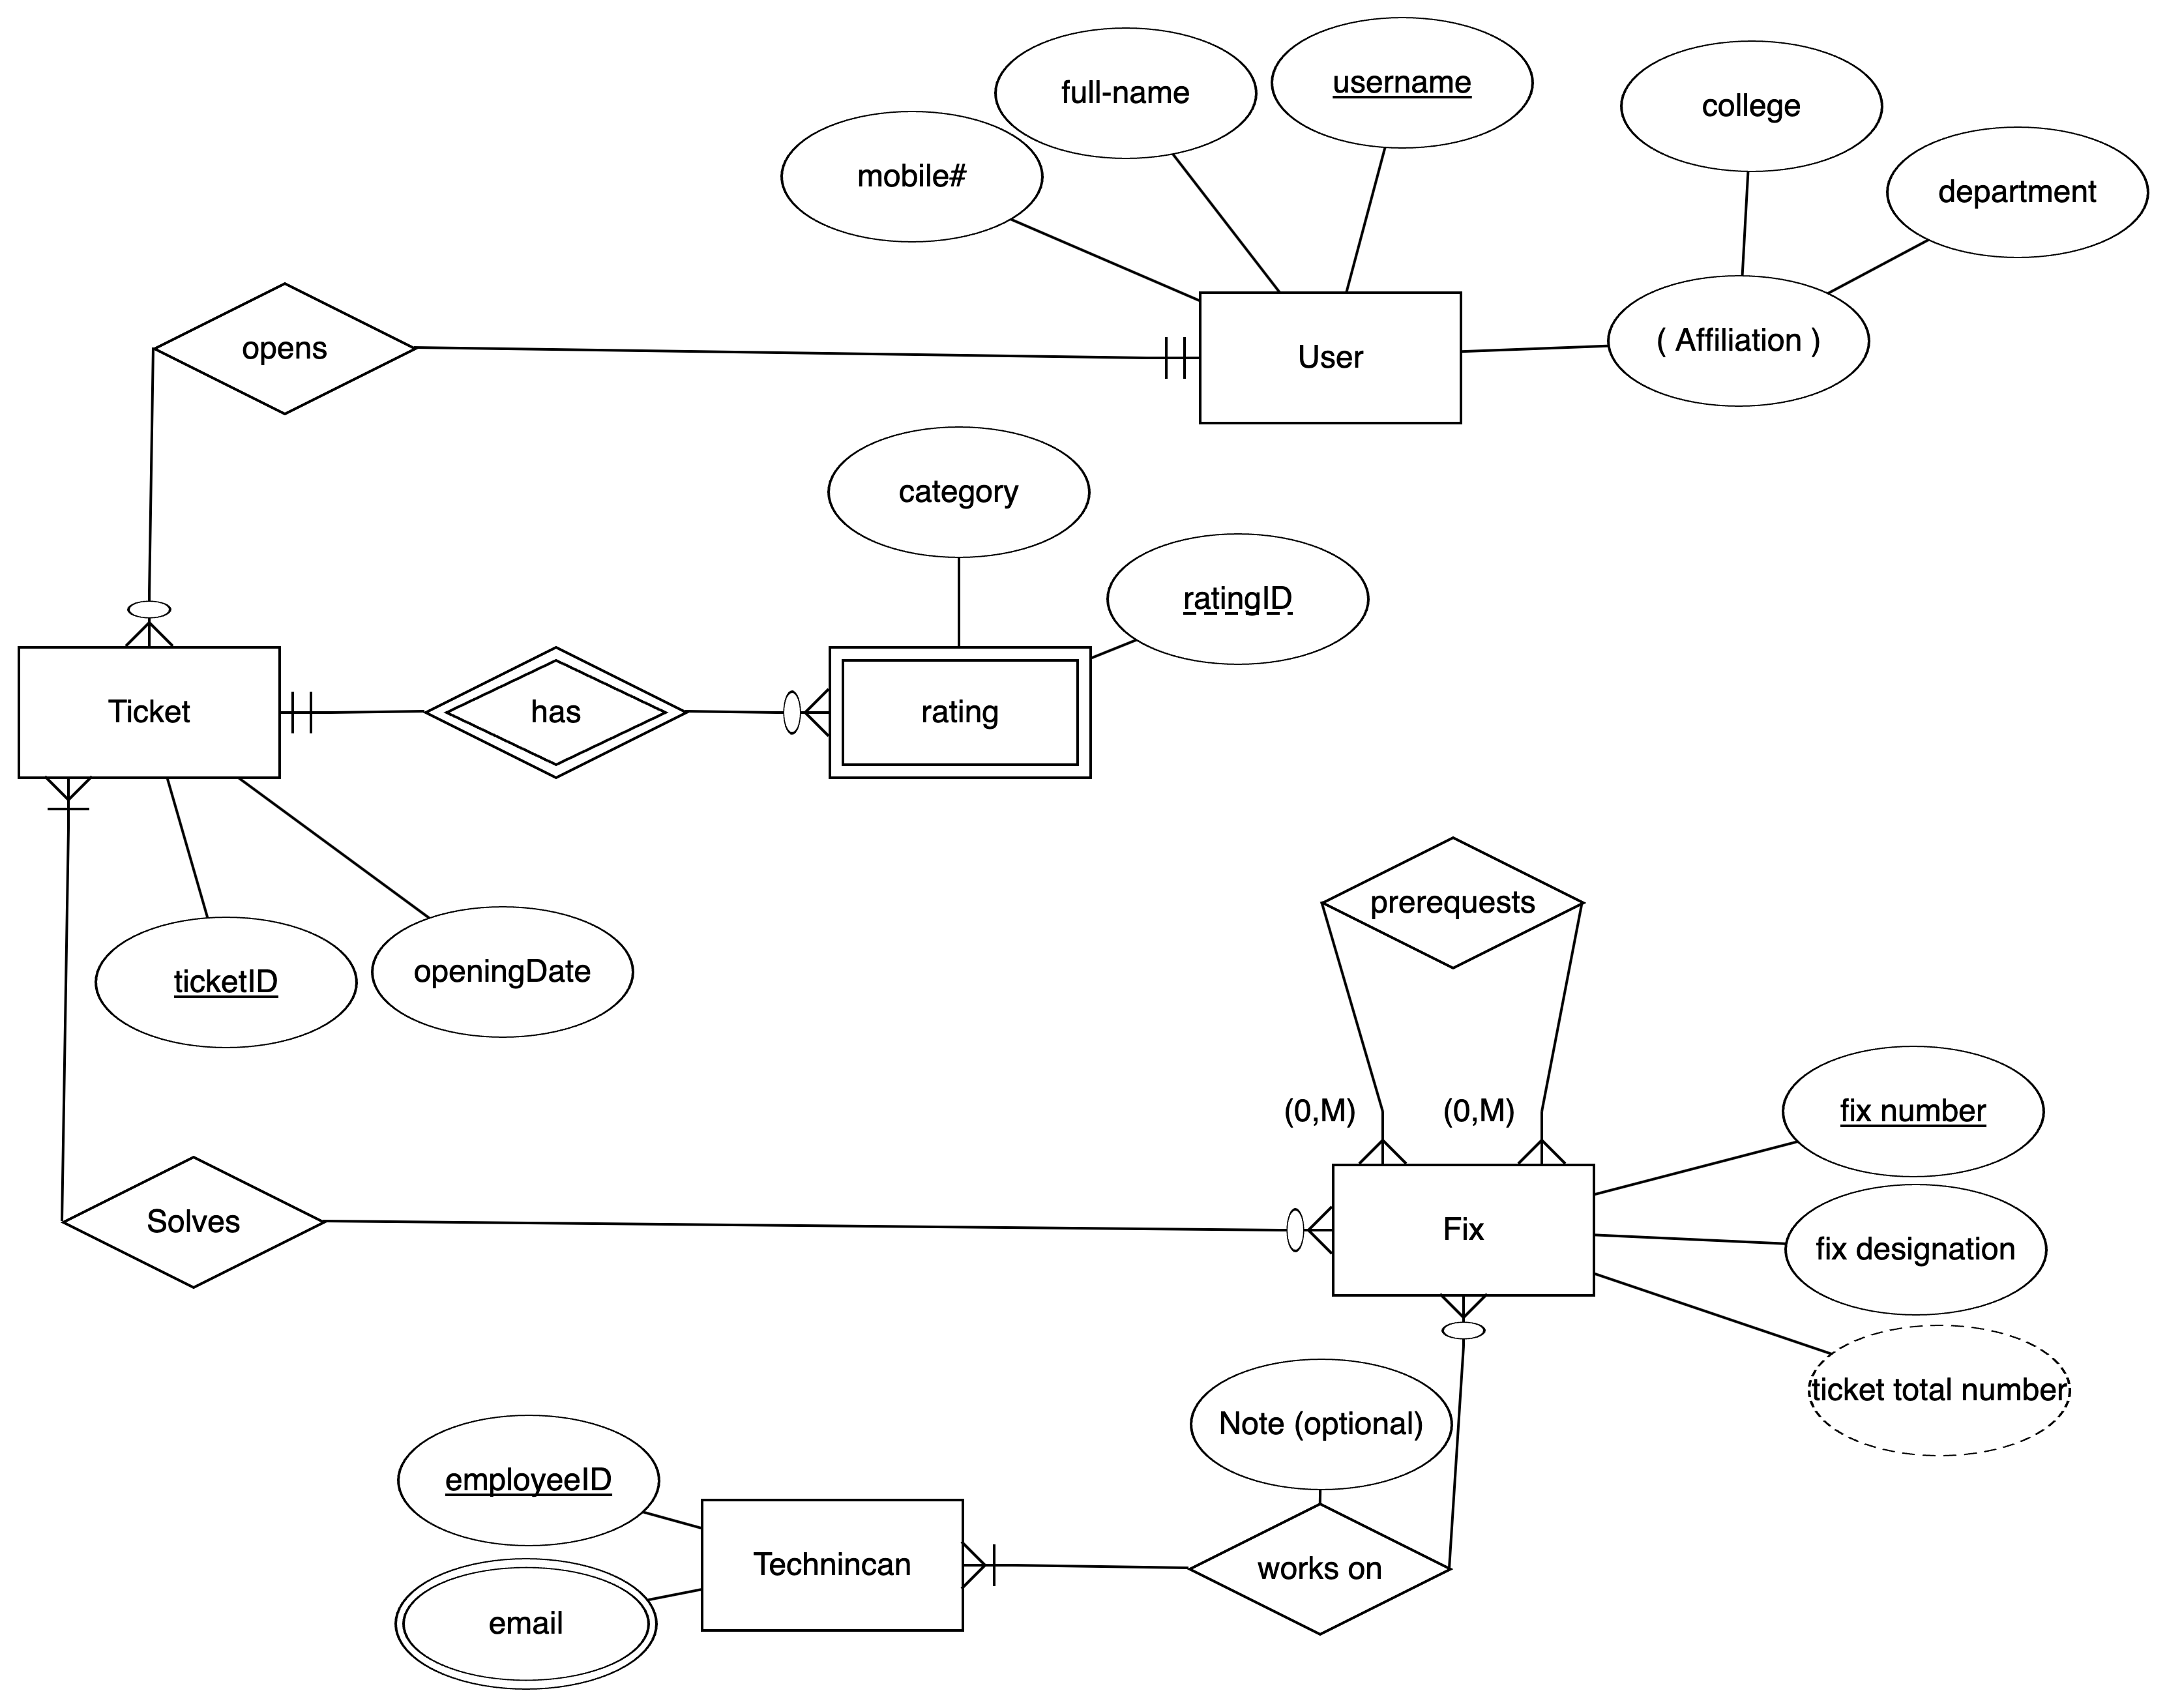 full-name
username
college
mobile#
department
opens
User
( Affiliation )
category
ratingID
Ticket
has
rating
prerequests
ticketID
openingDate
(0,M)
(0,M)
fix number
Solves
Fix
fix designation
ticket total number
Note (optional)
employeeID
Technincan
works on
email